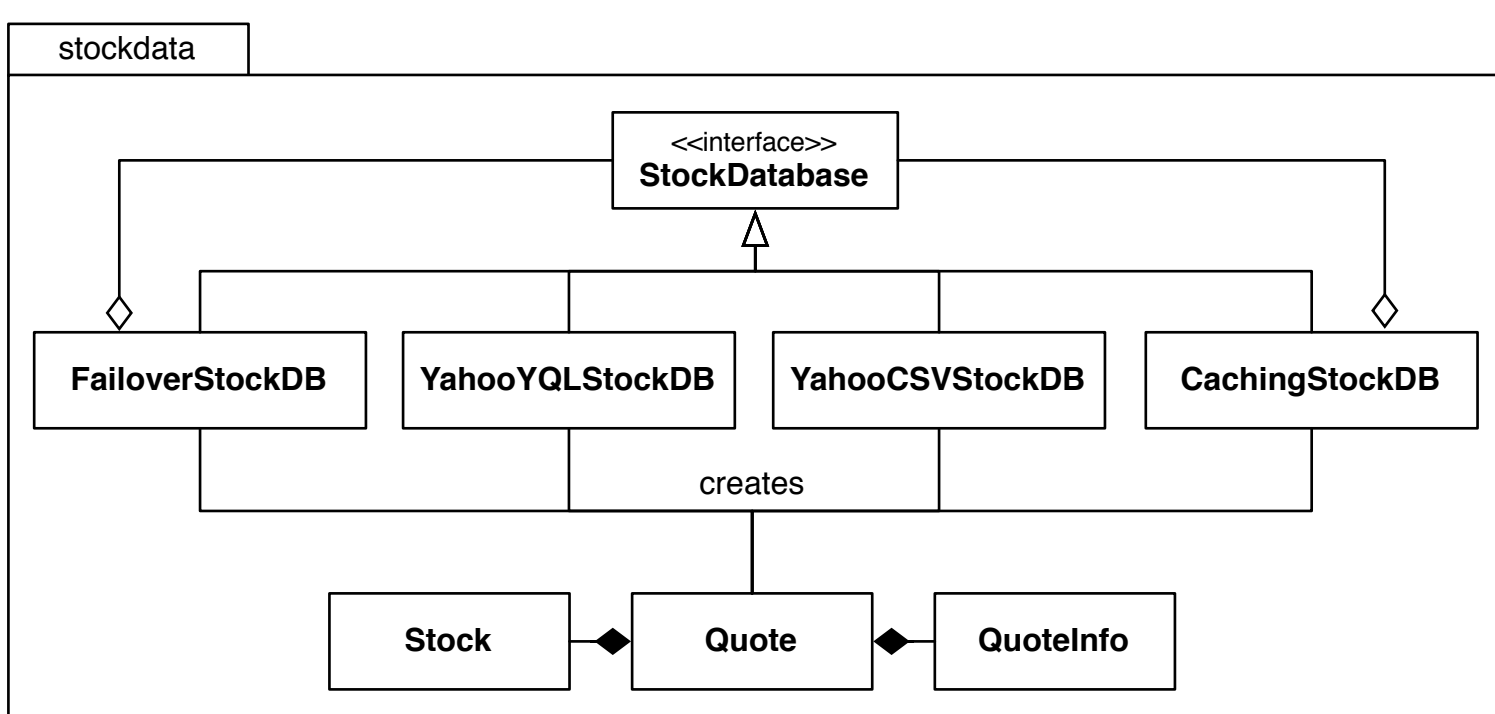 stockdata
<<interface>>
StockDatabase
FailoverStockDB
YahooYQLStockDB
YahooCSVStockDB
CachingStockDB
creates
Stock
Quote
QuoteInfo